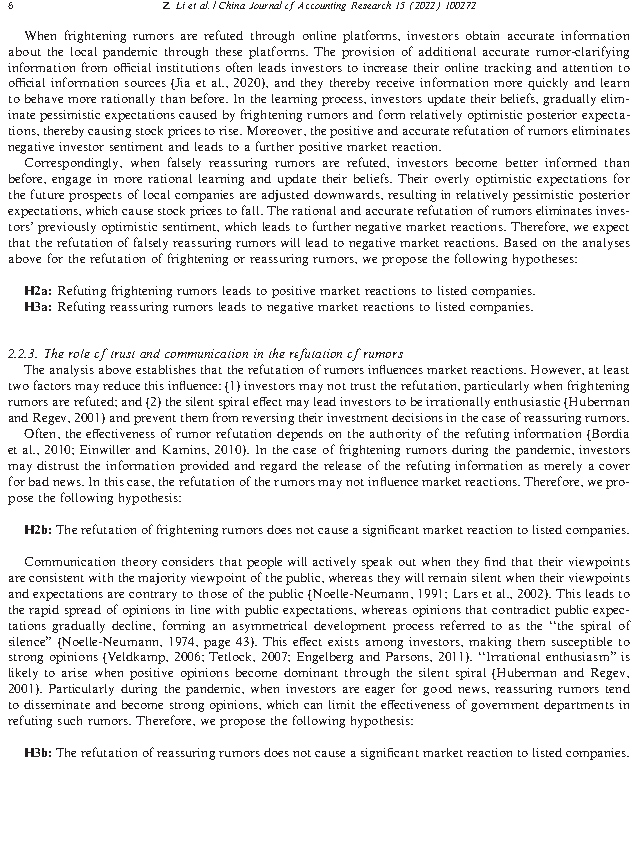 6 Z. Li et al. / China Journal of Accounting Research 15 (2022) 100272
When frightening rumors are refuted through online platforms, investors obtain accurate information
about the local pandemic through these platforms. The provision of additional accurate rumor-clarifying
information from official institutions often leads investors to increase their online tracking and attention to
official information sources (Jia et al., 2020), and they thereby receive information more quickly and learn
to behave more rationally than before. In the learning process, investors update their beliefs, gradually elim-
inate pessimistic expectations caused by frightening rumors and form relatively optimistic posterior expecta-
tions, thereby causing stock prices to rise. Moreover, the positive and accurate refutation of rumors eliminates
negative investor sentiment and leads to a further positive market reaction.
Correspondingly, when falsely reassuring rumors are refuted, investors become better informed than
before, engage in more rational learning and update their beliefs. Their overly optimistic expectations for
the future prospects of local companies are adjusted downwards, resulting in relatively pessimistic posterior
expectations, which cause stock prices to fall. The rational and accurate refutation of rumors eliminates inves-
tors' previously optimistic sentiment, which leads to further negative market reactions. Therefore, we expect
that the refutation of falsely reassuring rumors will lead to negative market reactions. Based on the analyses
above for the refutation of frightening or reassuring rumors, we propose the following hypotheses:
H2a: Refuting frightening rumors leads to positive market reactions to listed companies.
H3a: Refuting reassuring rumors leads to negative market reactions to listed companies.
2.2.3. The role of trust and communication in the refutation of rumors
The analysis above establishes that the refutation of rumors influences market reactions. However, at least
two factors may reduce this influence: (1) investors may not trust the refutation, particularly when frightening
rumors are refuted; and (2) the silent spiral effect may lead investors to be irrationally enthusiastic (Huberman
and Regev, 2001) and prevent them from reversing their investment decisions in the case of reassuring rumors.
Often, the effectiveness of rumor refutation depends on the authority of the refuting information (Bordia
et al., 2010; Einwiller and Kamins, 2010). In the case of frightening rumors during the pandemic, investors
may distrust the information provided and regard the release of the refuting information as merely a cover
for bad news. In this case, the refutation of the rumors may not influence market reactions. Therefore, we pro-
pose the following hypothesis:
H2b: The refutation of frightening rumors does not cause a significant market reaction to listed companies.
Communication theory considers that people will actively speak out when they find that their viewpoints
are consistent with the majority viewpoint of the public, whereas they will remain silent when their viewpoints
and expectations are contrary to those of the public (Noelle-Neumann, 1991; Lars et al., 2002). This leads to
the rapid spread of opinions in line with public expectations, whereas opinions that contradict public expec-
tations gradually decline, forming an asymmetrical development process referred to as the "the spiral of
silence" (Noelle-Neumann, 1974, page 43). This effect exists among investors, making them susceptible to
strong opinions (Veldkamp, 2006; Tetlock, 2007; Engelberg and Parsons, 2011). "Irrational enthusiasm" is
likely to arise when positive opinions become dominant through the silent spiral (Huberman and Regev,
2001). Particularly during the pandemic, when investors are eager for good news, reassuring rumors tend
to disseminate and become strong opinions, which can limit the effectiveness of government departments in
refuting such rumors. Therefore, we propose the following hypothesis:
H3b: The refutation of reassuring rumors does not cause a significant market reaction to listed companies.